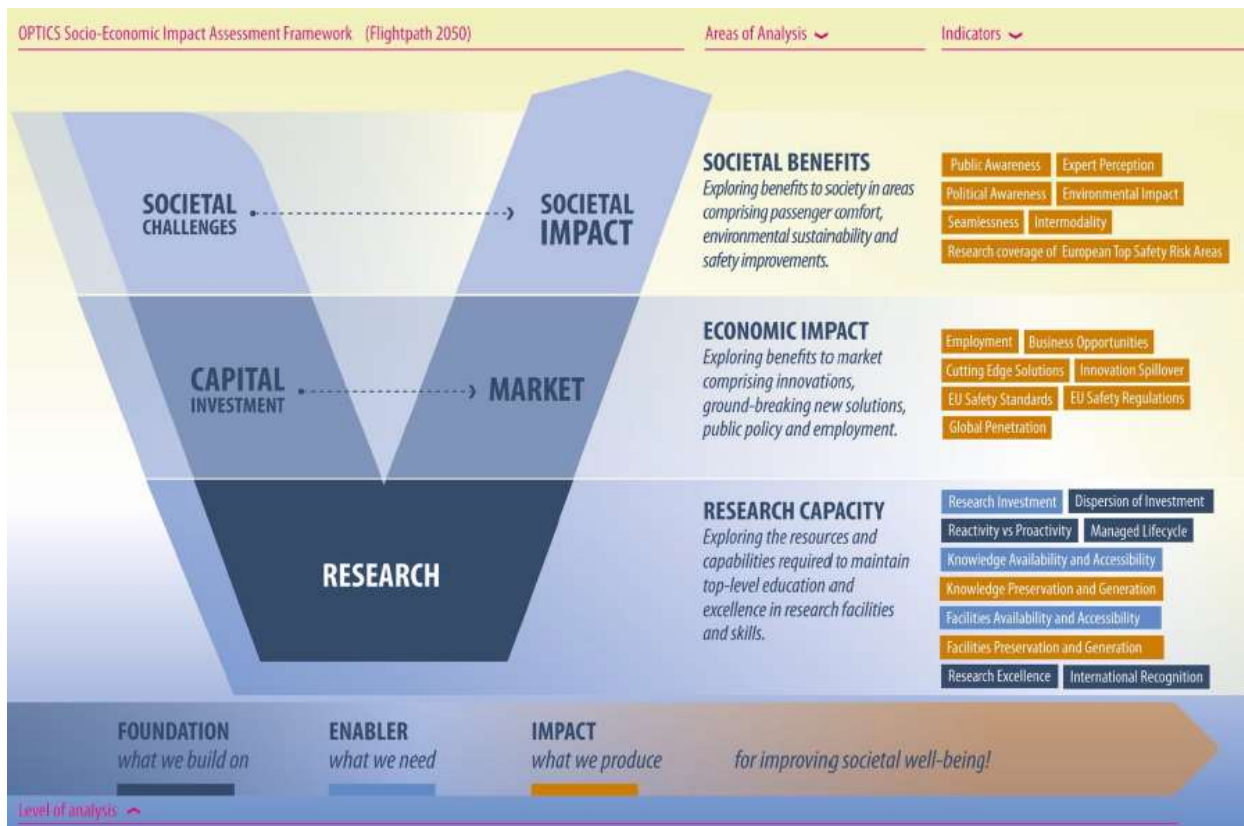 OPTICS Socio-Economic Impact Assessment Framework (Flightpath 2050)
Areas of Analysis
Indicators
SOCIETAL
CHALLENGES
SOCIETAL
IMPACT
SOCIETAL BENEFITS
Exploring benefits to society in areas
comprising passenger comfort,
environmental sustainability and
safety improvements.
Public Awareness
Expert Perception
Political Awareness
Environmental Impact
Seamlessness
Intermodality
Research coverage of European Top Safety Risk Areas
CAPITAL
INVESTMENT
MARKET
ECONOMIC IMPACT
Exploring benefits to market
comprising innovations,
ground-breaking new solutions,
public policy and employment.
Employment
Business Opportunities
Cutting Edge Solutions
Innovation Spillover
EU Safety Standards
EU Safety Regulations
Global Penetration
RESEARCH
RESEARCH CAPACITY
Exploring the resources and
capabilities required to maintain
top-level education and
excellence in research facilities
and skills.
Research Investment
Dispersion of Investment
Reactivity vs Proactivity
Managed Lifecycle
Knowledge Availability and Accessibility
Knowledge Preservation and Generation
Facilities Availability and Accessibility
Facilities Preservation and Generation
Research Excellence
International Recognition
FOUNDATION
what we build on
ENABLER
what we need
IMPACT
what we produce
for improving societal well-being!
Level of analysis